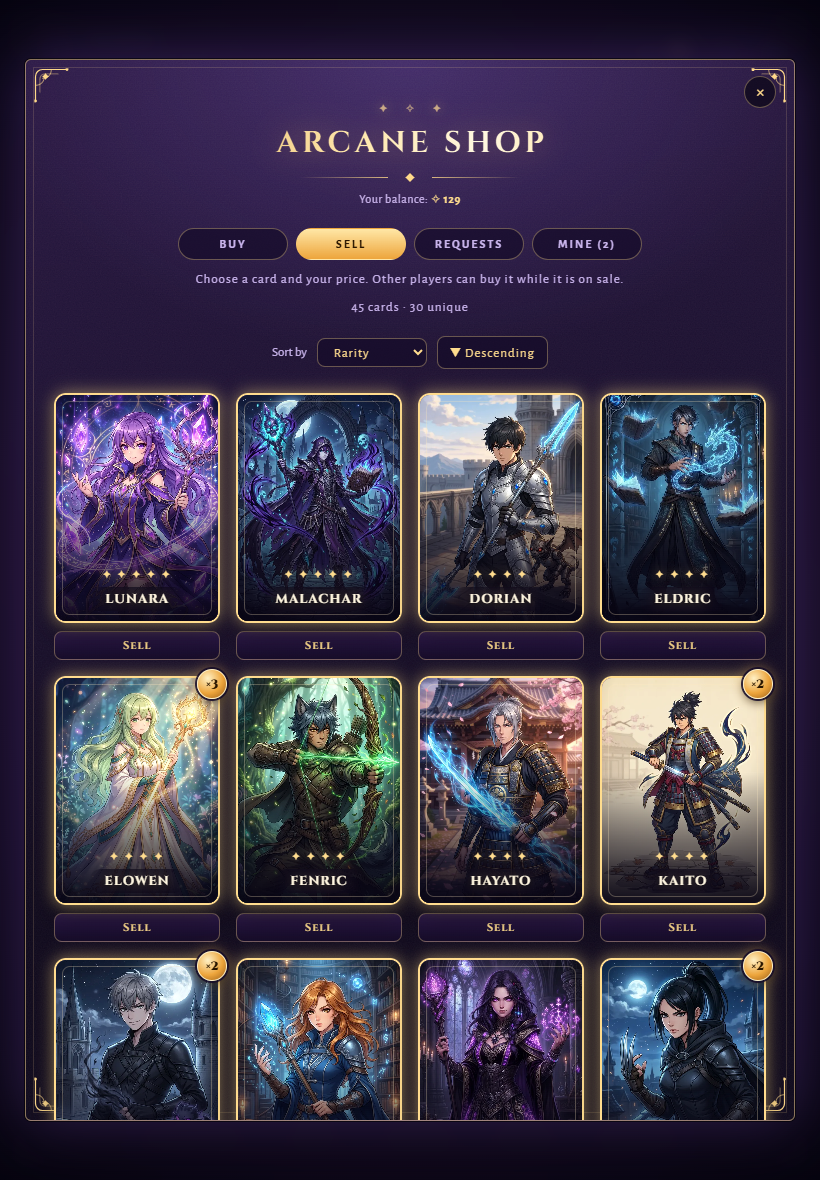 ×
ARCANE SHOP
Your balance: ✧ 129
BUY SELL REQUESTS MINE (2)
Choose a card and your price. Other players can buy it while it is on sale.
45 cards · 30 unique
Sort by Rarity ▼ Descending
LUNARA MALACHAR DORIAN ELDRIC
SELL SELL SELL SELL
×3 ×2
ELOWEN FENRIC HAYATO KAITO
SELL SELL SELL SELL
×2 ×2